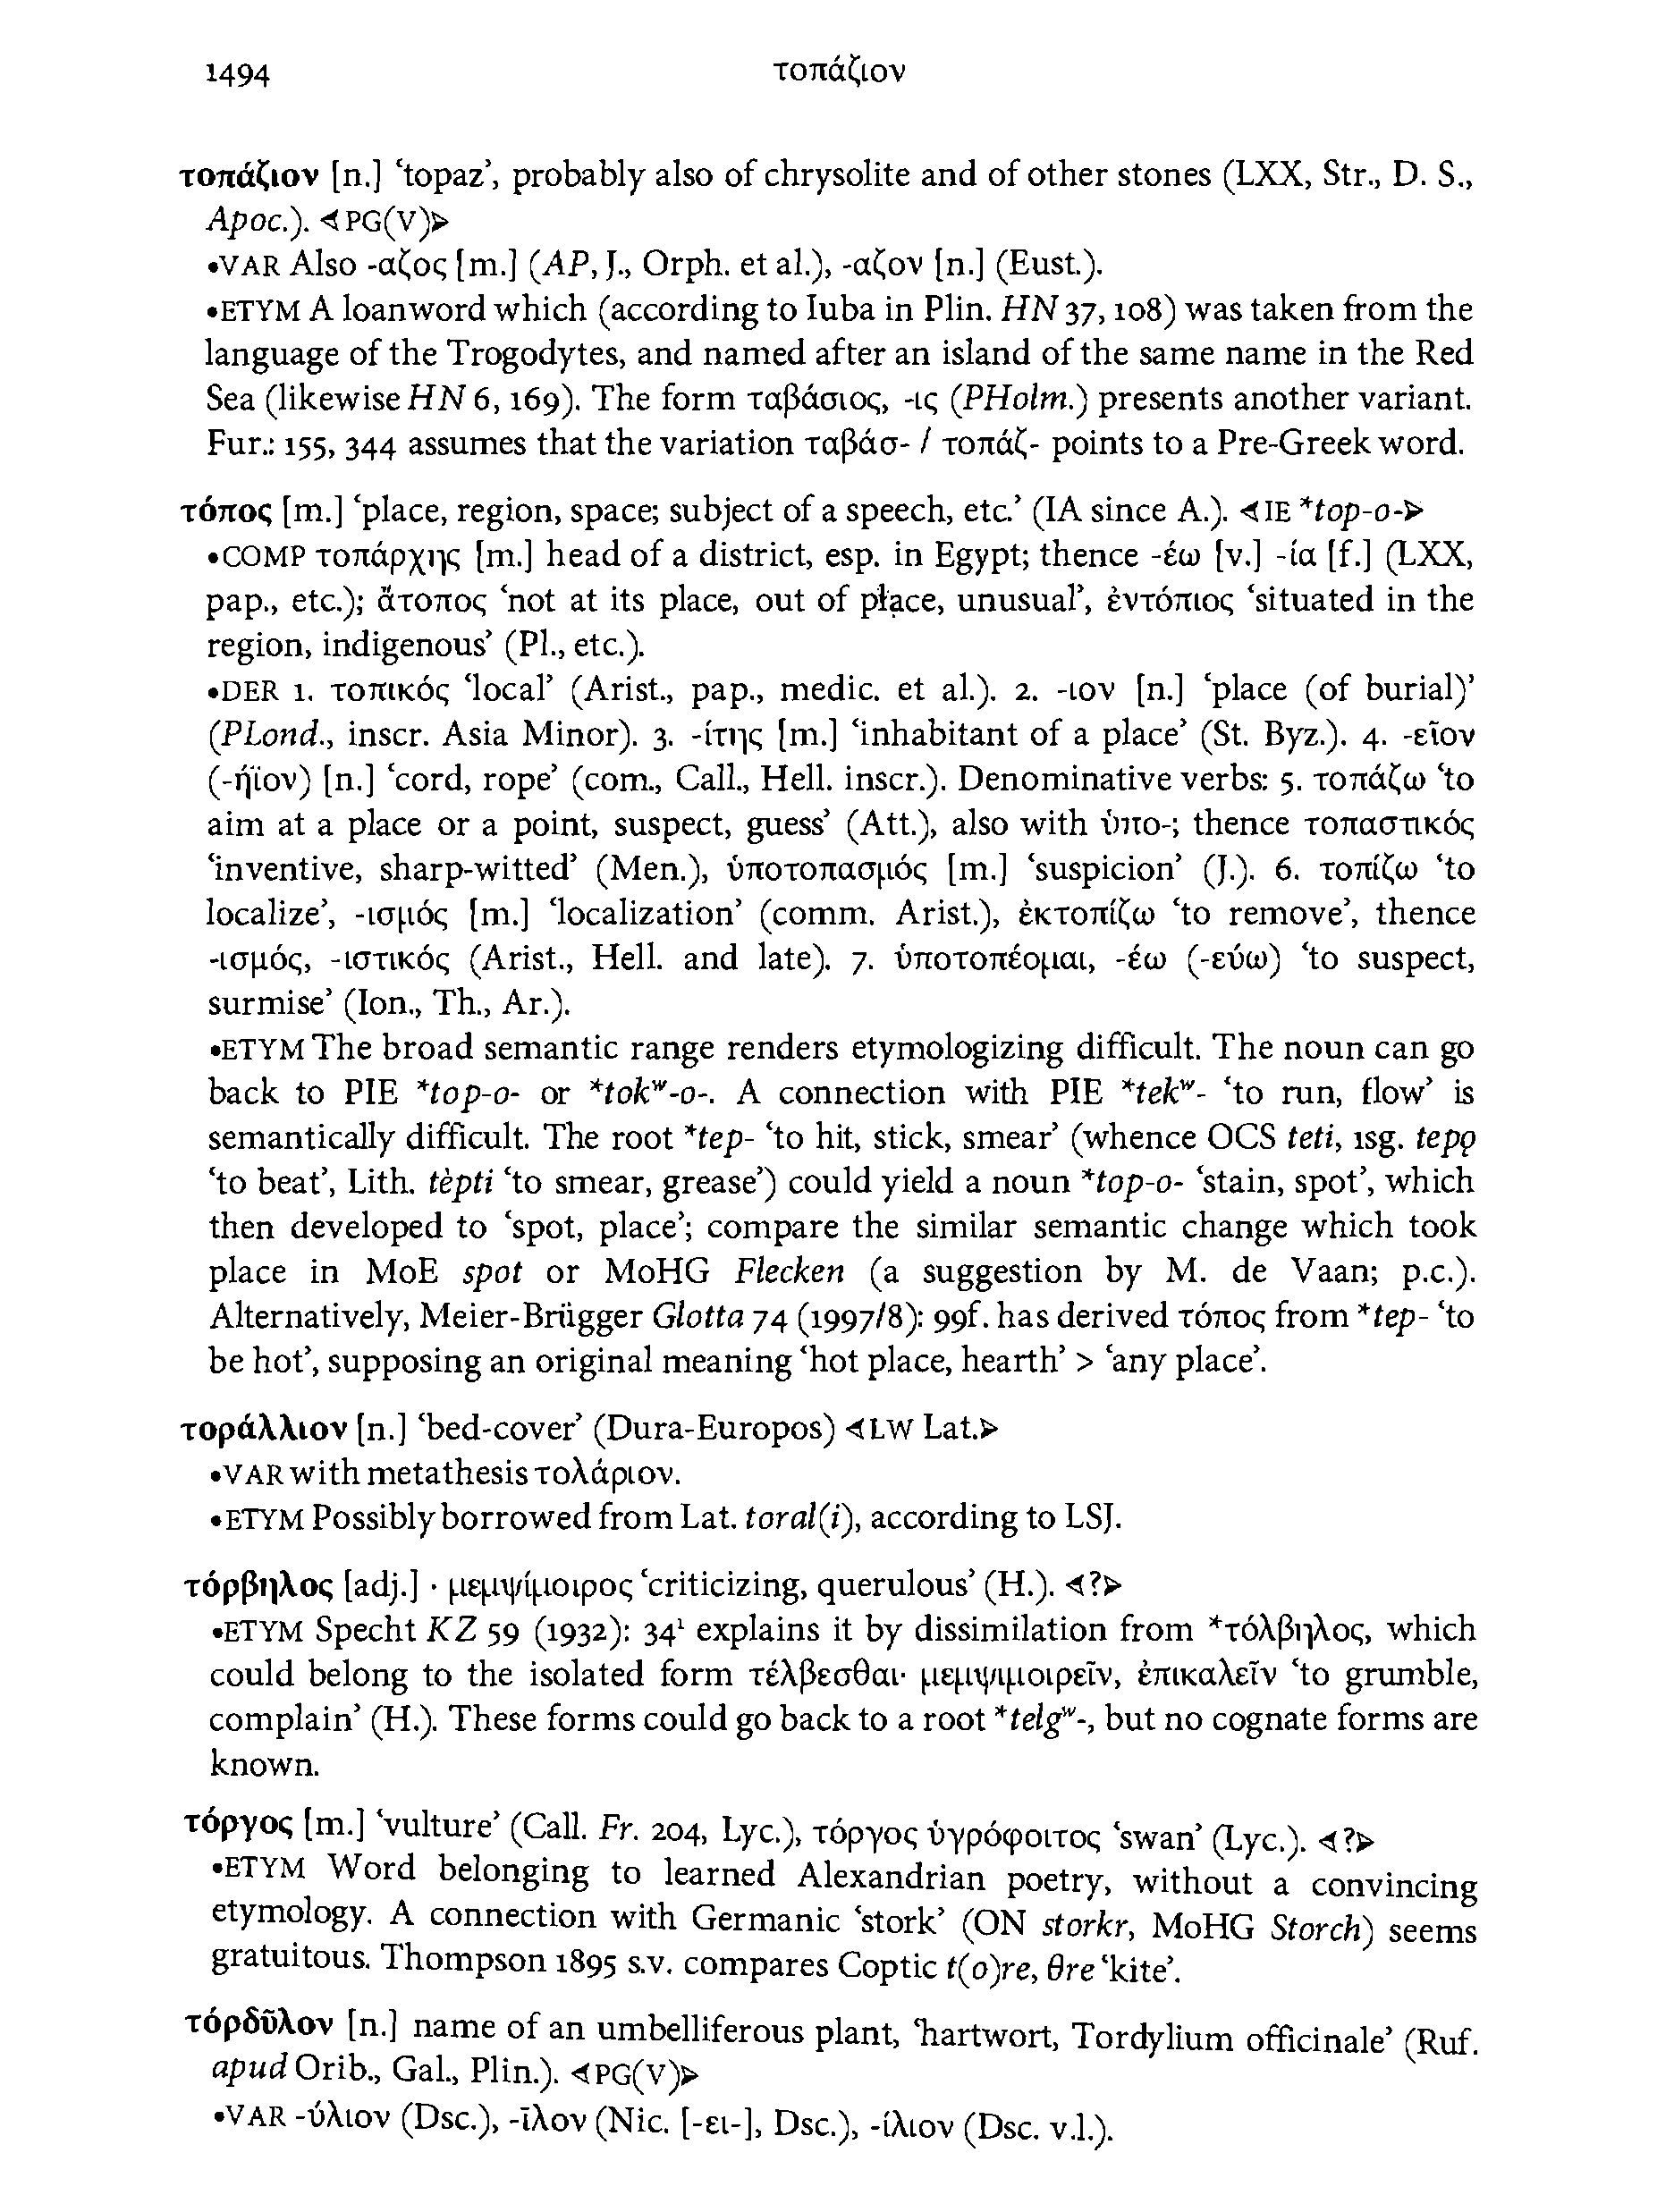 1494 τοπάζιον
τοπάζιον [n.] ‘topaz’, probably also of chrysolite and of other stones (LXX, Str., D. S.,
Apoc.). ◁PG(V)▷
•VAR Also -αζος [m.] (AP, J., Orph. et al.), -αζον [n.] (Eust.).
•ETYM A loanword which (according to Iuba in Plin. HN 37, 108) was taken from the
language of the Trogodytes, and named after an island of the same name in the Red
Sea (likewise HN 6, 169). The form ταβάσιος, -ις (PHolm.) presents another variant.
Fur.: 155, 344 assumes that the variation ταβάσ- / τοπάζ- points to a Pre-Greek word.
τόπος [m.] ‘place, region, space; subject of a speech, etc.’ (IA since A.). ◁IE *top-o-▷
•COMP τοπάρχης [m.] head of a district, esp. in Egypt; thence -έω [v.] -ία [f.] (LXX,
pap., etc.); ἄτοπος ‘not at its place, out of place, unusual’, ἐντόπιος ‘situated in the
region, indigenous’ (Pl., etc.).
•DER 1. τοπικός ‘local’ (Arist., pap., medic. et al.). 2. -ιον [n.] ‘place (of burial)’
(PLond., inscr. Asia Minor). 3. -ίτης [m.] ‘inhabitant of a place’ (St. Byz.). 4. -εῖον
(-ήϊον) [n.] ‘cord, rope’ (com., Call., Hell. inscr.). Denominative verbs: 5. τοπάζω ‘to
aim at a place or a point, suspect, guess’ (Att.), also with ὑπο-; thence τοπαστικός
‘inventive, sharp-witted’ (Men.), ὑποτοπασμός [m.] ‘suspicion’ (J.). 6. τοπίζω ‘to
localize’, -ισμός [m.] ‘localization’ (comm. Arist.), ἐκτοπίζω ‘to remove’, thence
-ισμός, -ιστικός (Arist., Hell. and late). 7. ὑποτοπέομαι, -έω (-εύω) ‘to suspect,
surmise’ (Ion., Th., Ar.).
•ETYM The broad semantic range renders etymologizing difficult. The noun can go
back to PIE *top-o- or *tokʷ-o-. A connection with PIE *tekʷ- ‘to run, flow’ is
semantically difficult. The root *tep- ‘to hit, stick, smear’ (whence OCS teti, 1sg. tepǫ
‘to beat’, Lith. tèpti ‘to smear, grease’) could yield a noun *top-o- ‘stain, spot’, which
then developed to ‘spot, place’; compare the similar semantic change which took
place in MoE spot or MoHG Flecken (a suggestion by M. de Vaan; p.c.).
Alternatively, Meier-Brügger Glotta 74 (1997/8): 99f. has derived τόπος from *tep- ‘to
be hot’, supposing an original meaning ‘hot place, hearth’ > ‘any place’.
τοράλλιον [n.] ‘bed-cover’ (Dura-Europos) ◁LW Lat.▷
•VAR with metathesis τολάριον.
•ETYM Possibly borrowed from Lat. toral(i), according to LSJ.
τόρβηλος [adj.] · μεμψίμοιρος ‘criticizing, querulous’ (H.). ◁?▷
•ETYM Specht KZ 59 (1932): 34¹ explains it by dissimilation from *τόλβηλος, which
could belong to the isolated form τέλβεσθαι· μεμψιμοιρεῖν, ἐπικαλεῖν ‘to grumble,
complain’ (H.). These forms could go back to a root *telgʷ-, but no cognate forms are
known.
τόργος [m.] ‘vulture’ (Call. Fr. 204, Lyc.), τόργος ὑγρόφοιτος ‘swan’ (Lyc.). ◁?▷
•ETYM Word belonging to learned Alexandrian poetry, without a convincing
etymology. A connection with Germanic ‘stork’ (ON storkr, MoHG Storch) seems
gratuitous. Thompson 1895 s.v. compares Coptic t(o)re, θre ‘kite’.
τόρδῡλον [n.] name of an umbelliferous plant, ‘hartwort, Tordylium officinale’ (Ruf.
apud Orib., Gal., Plin.). ◁PG(V)▷
•VAR -ύλιον (Dsc.), -ῑλον (Nic. [-ει-], Dsc.), -ίλιον (Dsc. v.l.).